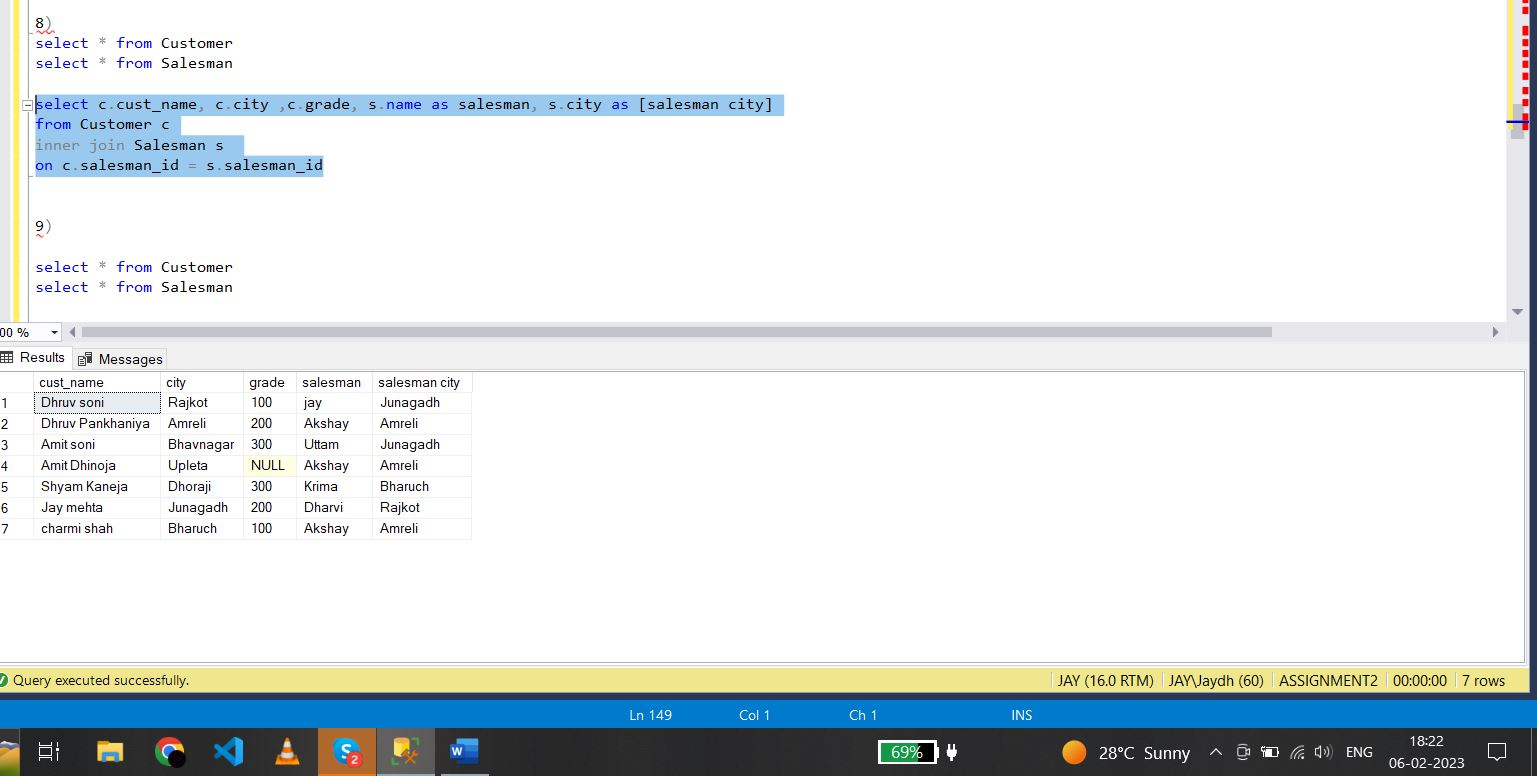 8)
select * from Customer
select * from Salesman
select c.cust_name, c.city ,c.grade, s.name as salesman, s.city as [salesman city]
from Customer c
inner join Salesman s
on c.salesman_id = s.salesman_id
9)
select * from Customer
select * from Salesman
00 %
Results Messages
cust_name city grade salesman salesman city
1 Dhruv soni Rajkot 100 jay Junagadh
2 Dhruv Pankhaniya Amreli 200 Akshay Amreli
3 Amit soni Bhavnagar 300 Uttam Junagadh
4 Amit Dhinoja Upleta NULL Akshay Amreli
5 Shyam Kaneja Dhoraji 300 Krima Bharuch
6 Jay mehta Junagadh 200 Dharvi Rajkot
7 charmi shah Bharuch 100 Akshay Amreli
Query executed successfully. JAY (16.0 RTM) JAY\Jaydh (60) ASSIGNMENT2 00:00:00 7 rows
Ln 149 Col 1 Ch 1 INS
S 2 W 69% 28°C Sunny ENG 18:22
06-02-2023